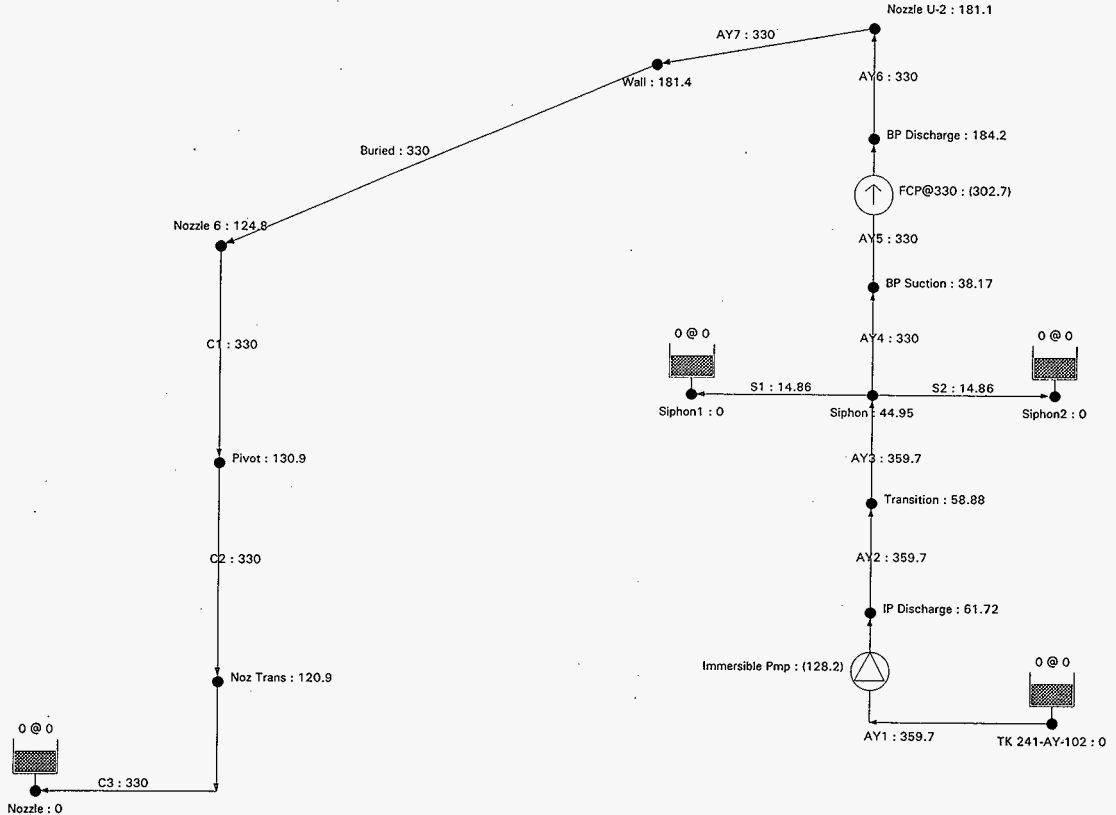 Nozzle U-2 : 181.1
AY7 : 330
Wall : 181.4
AY6 : 330
BP Discharge : 184.2
Buried : 330
FCP@330 : (302.7)
Nozzle 6 : 124.8
AY5 : 330
BP Suction : 38.17
C1 : 330
AY4 : 330
0 @ 0
0 @ 0
S1 : 14.86
S2 : 14.86
Siphon1 : 0
Siphon : 44.95
Siphon2 : 0
Pivot : 130.9
AY3 : 359.7
Transition : 58.88
C2 : 330
AY2 : 359.7
IP Discharge : 61.72
Immersible Pmp : (128.2)
0 @ 0
Noz Trans : 120.9
0 @ 0
AY1 : 359.7
TK 241-AY-102 : 0
C3 : 330
Nozzle : 0